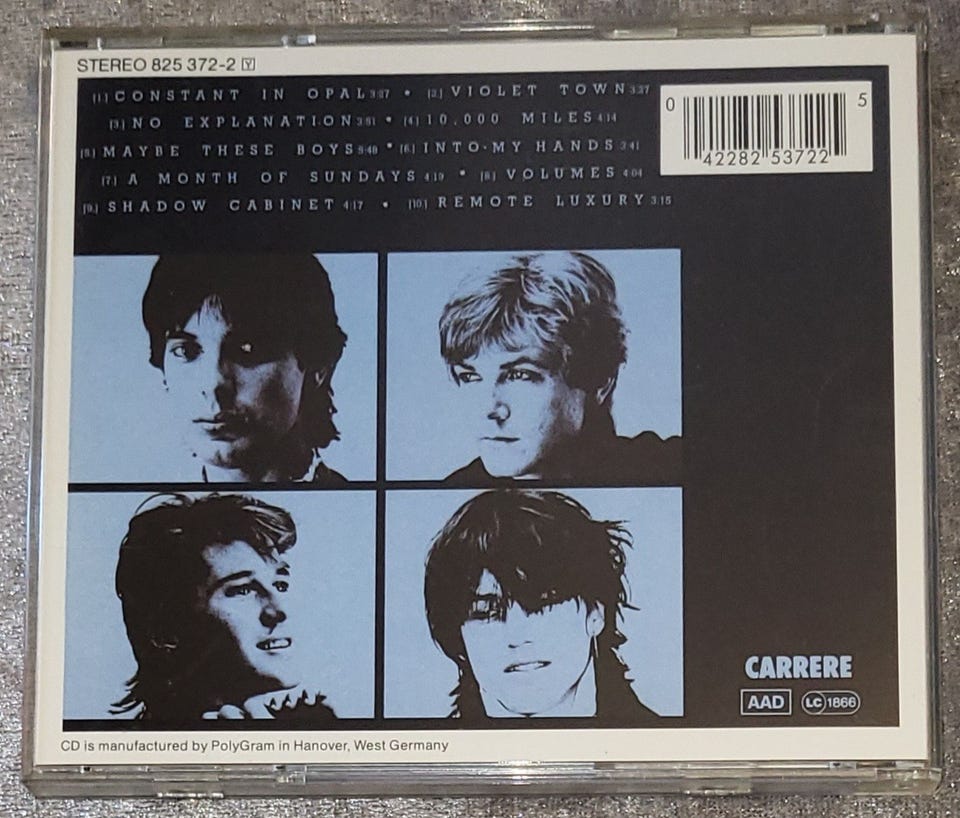 STEREO 825 372-2 Y
[1.] CONSTANT IN OPAL 3:37 • [2.] VIOLET TOWN 3:37
[3.] NO EXPLANATION 3:51 • [4.] 10,000 MILES 4:14
[5.] MAYBE THESE BOYS 5:48 • [6.] INTO·MY HANDS 3:41
[7.] A MONTH OF SUNDAYS 4:19 • [8.] VOLUMES 4:04
[9.] SHADOW CABINET 4:17 • [10.] REMOTE LUXURY 3:15
0 42282 53722 5
CARRERE
AAD LC 1866
CD is manufactured by PolyGram in Hanover, West Germany